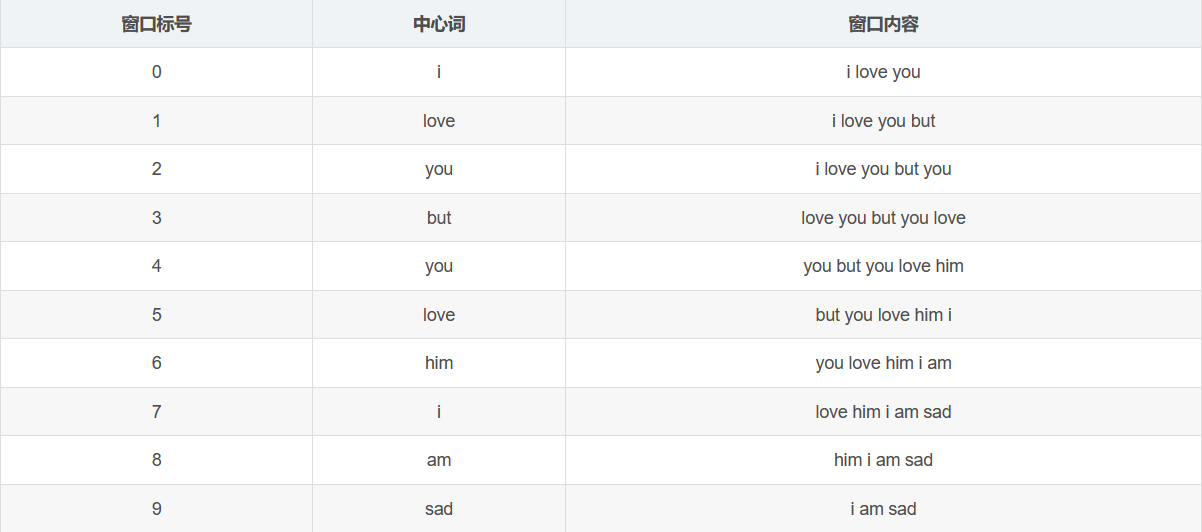 窗口标号 中心词 窗口内容
0 i i love you
1 love i love you but
2 you i love you but you
3 but love you but you love
4 you you but you love him
5 love but you love him i
6 him you love him i am
7 i love him i am sad
8 am him i am sad
9 sad i am sad